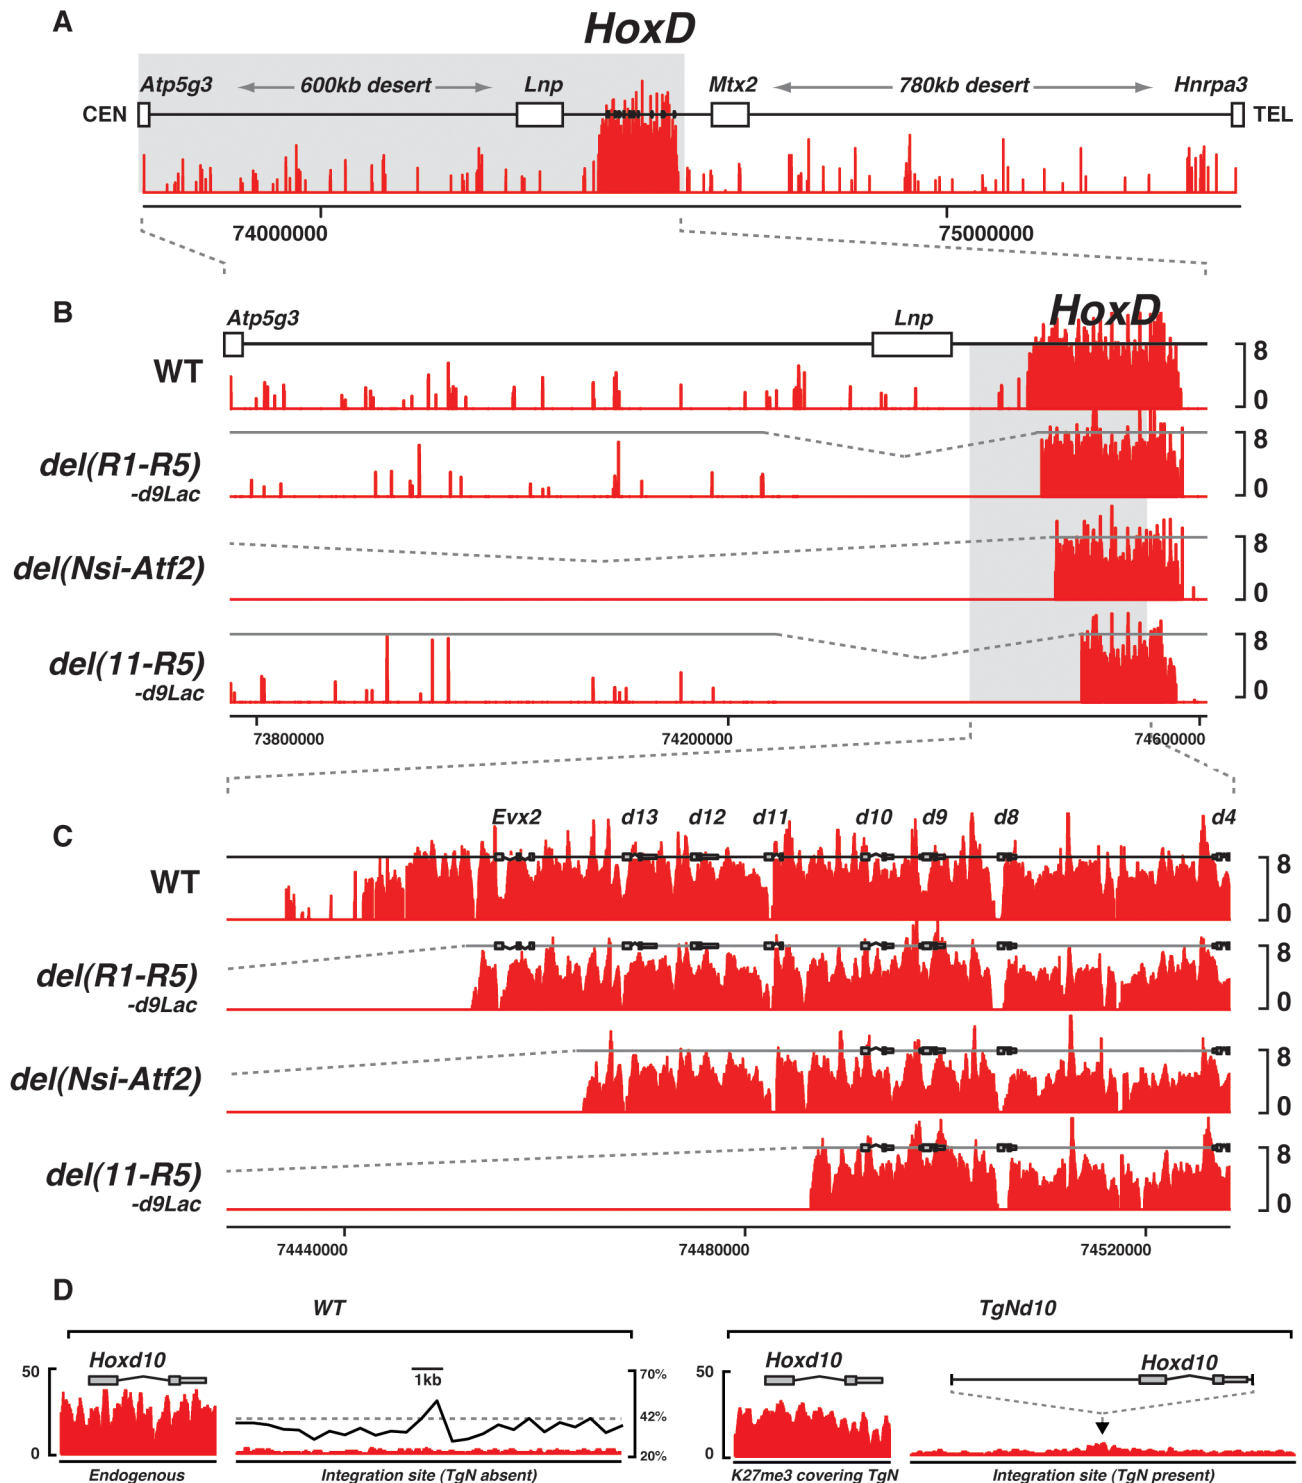 A
HoxD
Atp5g3 600kb desert Lnp Mtx2 780kb desert Hnrpa3
CEN TEL
74000000 75000000
B
HoxD
Atp5g3 Lnp
WT 8 0
del(R1-R5) 8
-d9Lac 0
del(Nsi-Atf2) 8 0
del(11-R5) 8
-d9Lac 0
73800000 74200000 74600000
C
Evx2 d13 d12 d11 d10 d9 d8 d4
WT 8 0
del(R1-R5) 8
-d9Lac 0
del(Nsi-Atf2) 8 0
del(11-R5) 8
-d9Lac 0
74440000 74480000 74520000
D
WT TgNd10
50 Hoxd10 1kb 70% 50 Hoxd10 Hoxd10
42%
0 20% 0
Endogenous Integration site (TgN absent) K27me3 covering TgN Integration site (TgN present)